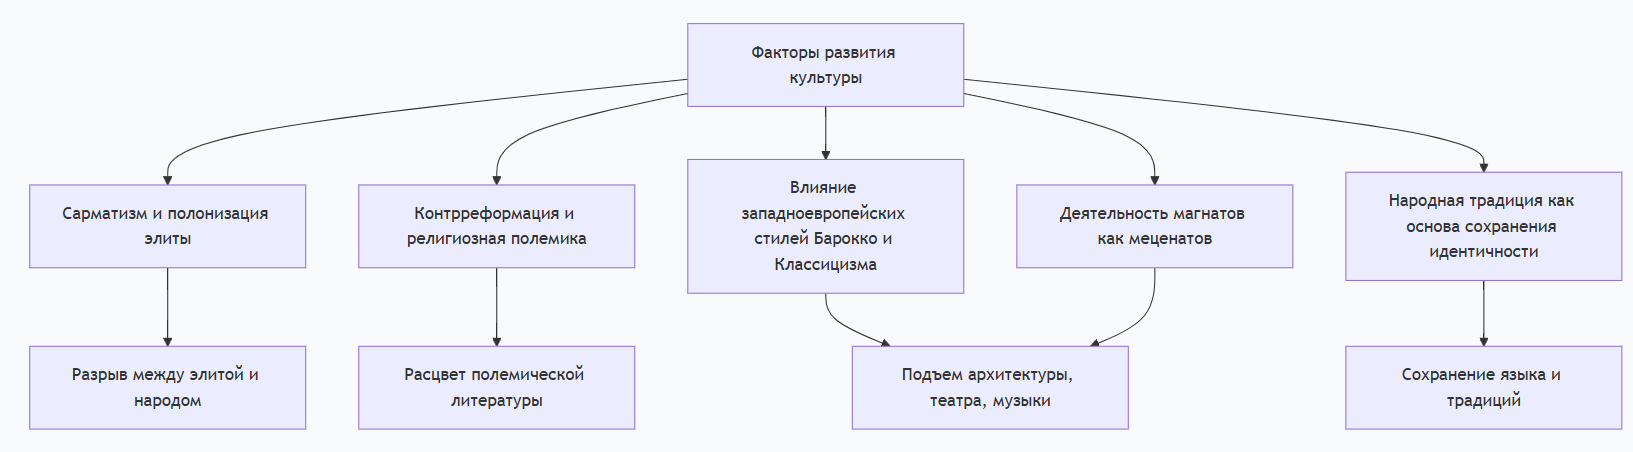 Факторы развития
культуры
Сарматизм и полонизация
элиты
Контрреформация и
религиозная полемика
Влияние
западноевропейских
стилей Барокко и
Классицизма
Деятельность магнатов
как меценатов
Народная традиция как
основа сохранения
идентичности
Разрыв между элитой и
народом
Расцвет полемической
литературы
Подъем архитектуры,
театра, музыки
Сохранение языка и
традиций